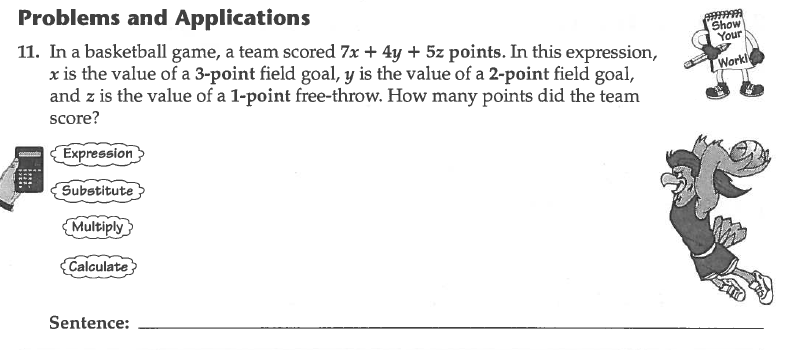 Problems and Applications
Show
Your
Work!
11. In a basketball game, a team scored 7x + 4y + 5z points. In this expression,
x is the value of a 3-point field goal, y is the value of a 2-point field goal,
and z is the value of a 1-point free-throw. How many points did the team
score?
Expression
Substitute
Multiply
Calculate
Sentence: